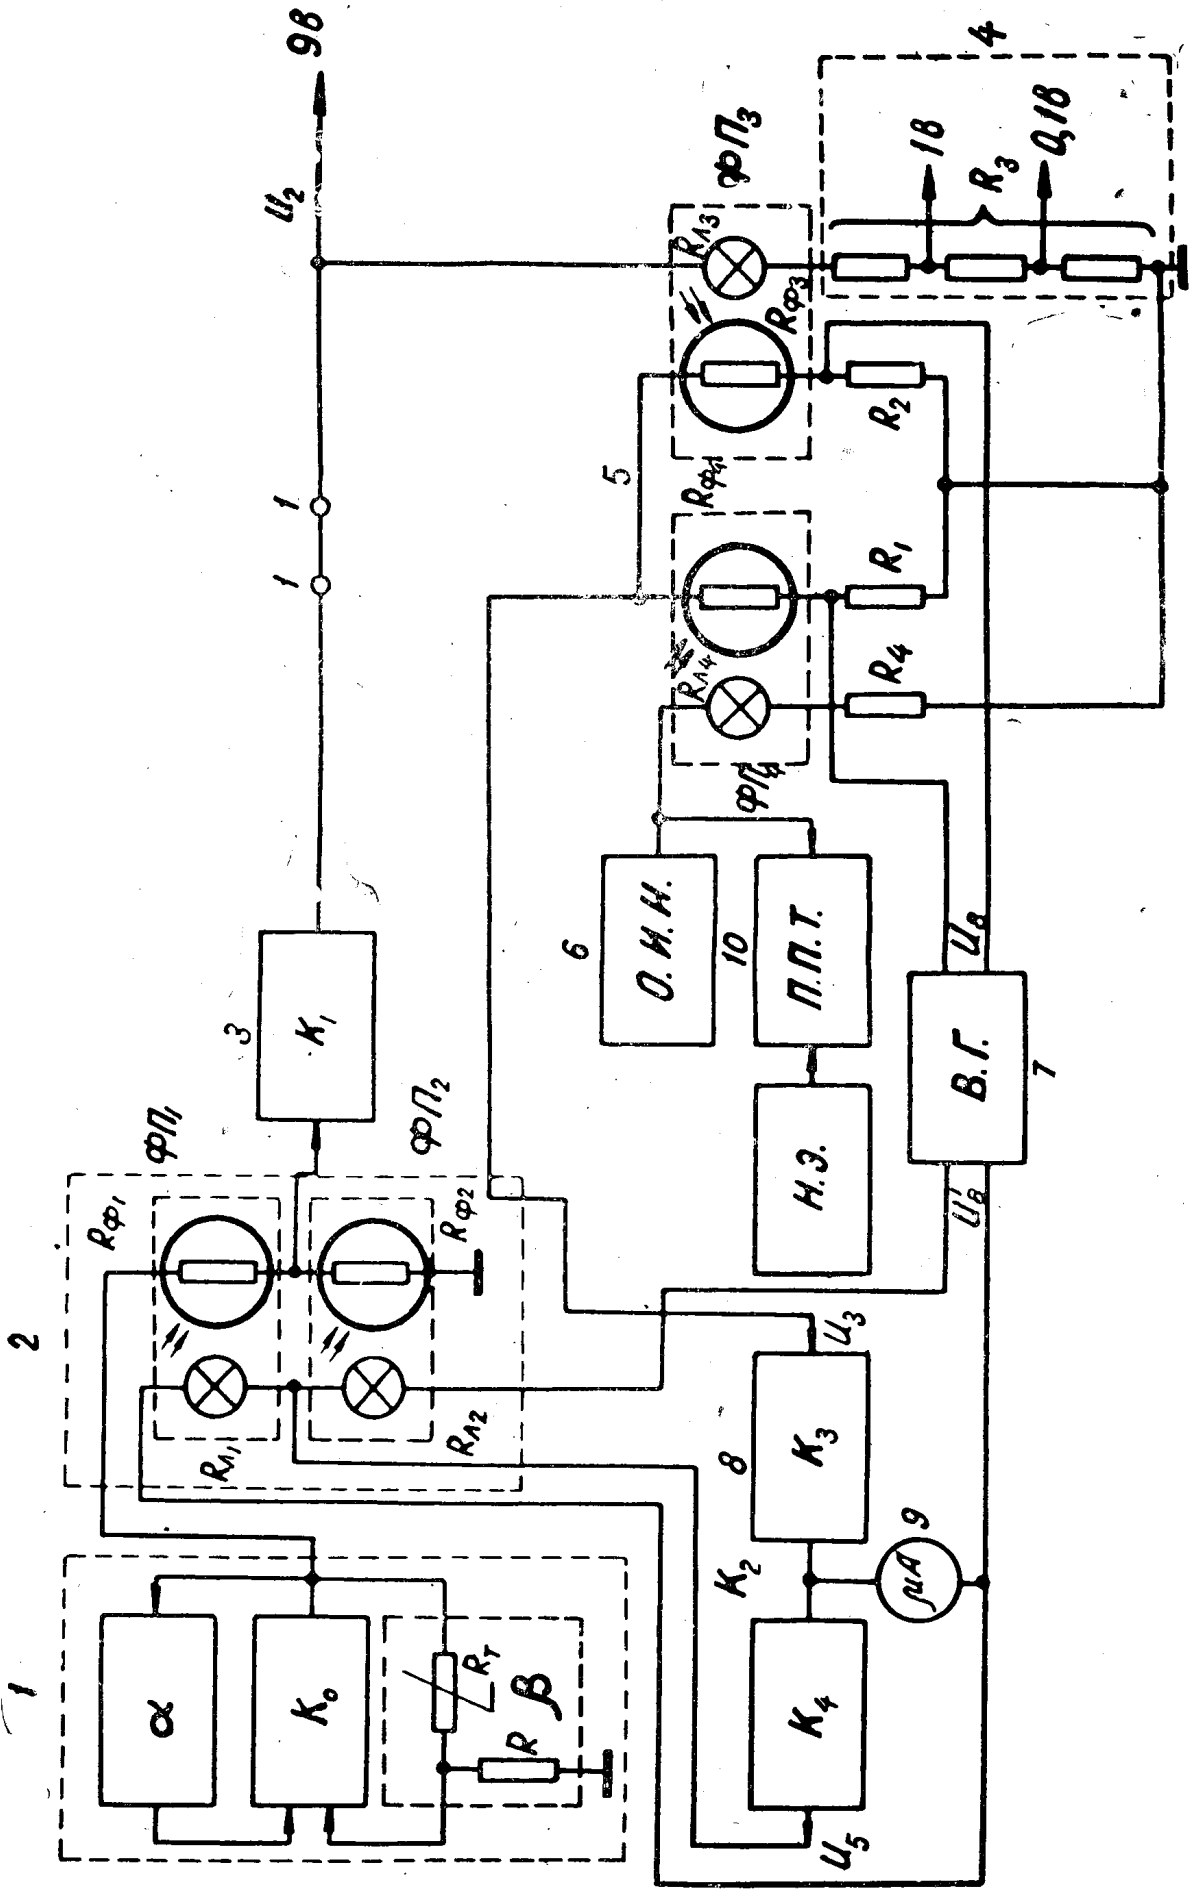 1
α
K₀
Rт
R
β
2
RФ₁
ФП₁
RЛ₁
RФ₂
ФП₂
RЛ₂
3
K₁
1
1
U₂
9В
6
О.И.Н.
10
П.П.Т.
Н.Э.
5
RФ₄
RЛ₄
ФП₄
RФ₃
RЛ₃
ФП₃
R₄
R₁
R₂
4
1В
R₃
0,1В
Uв
В.Г.
7
U'в
U₃
8
K₃
K₂
K₄
μА
9
U₅